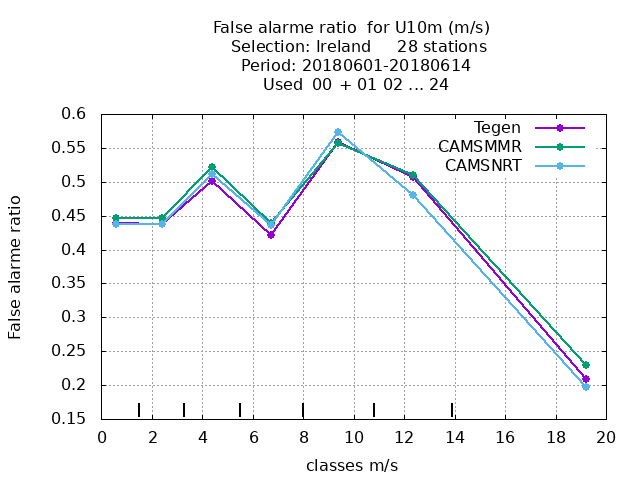 False alarme ratio  for U10m (m/s)
Selection: Ireland     28 stations
Period: 20180601-20180614
Used  00 + 01 02 ... 24
Tegen
CAMSMMR
CAMSNRT
False alarme ratio
0.6
0.55
0.5
0.45
0.4
0.35
0.3
0.25
0.2
0.15
0 2 4 6 8 10 12 14 16 18 20
classes m/s